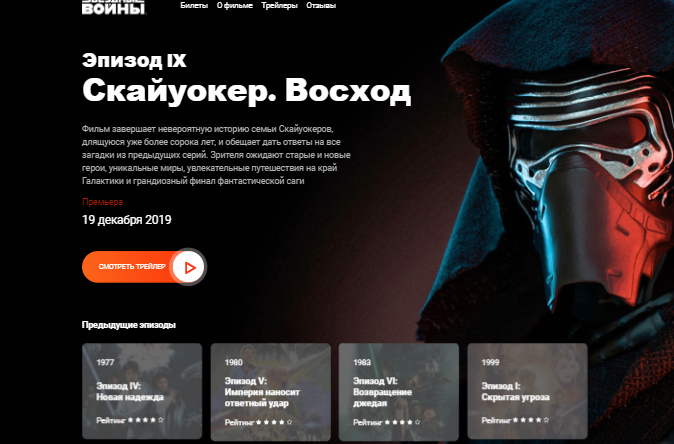 ЗВЁЗДНЫЕ
ВОЙНЫ
Билеты О фильме Трейлеры Отзывы
Эпизод IX
Скайуокер. Восход
Фильм завершает невероятную историю семьи Скайуокеров,
длящуюся уже более сорока лет, и обещает дать ответы на все
загадки из предыдущих серий. Зрителя ожидают старые и новые
герои, уникальные миры, увлекательные путешествия на край
Галактики и грандиозный финал фантастической саги
Премьера
19 декабря 2019
СМОТРЕТЬ ТРЕЙЛЕР
Предыдущие эпизоды
1977
Эпизод IV:
Новая надежда
Рейтинг ★ ★ ★ ★ ☆
1980
Эпизод V:
Империя наносит
ответный удар
Рейтинг ★ ★ ★ ★ ☆
1983
Эпизод VI:
Возвращение
джедая
Рейтинг ★ ★ ★ ★ ☆
1999
Эпизод I:
Скрытая угроза
Рейтинг ★ ★ ★ ★ ☆